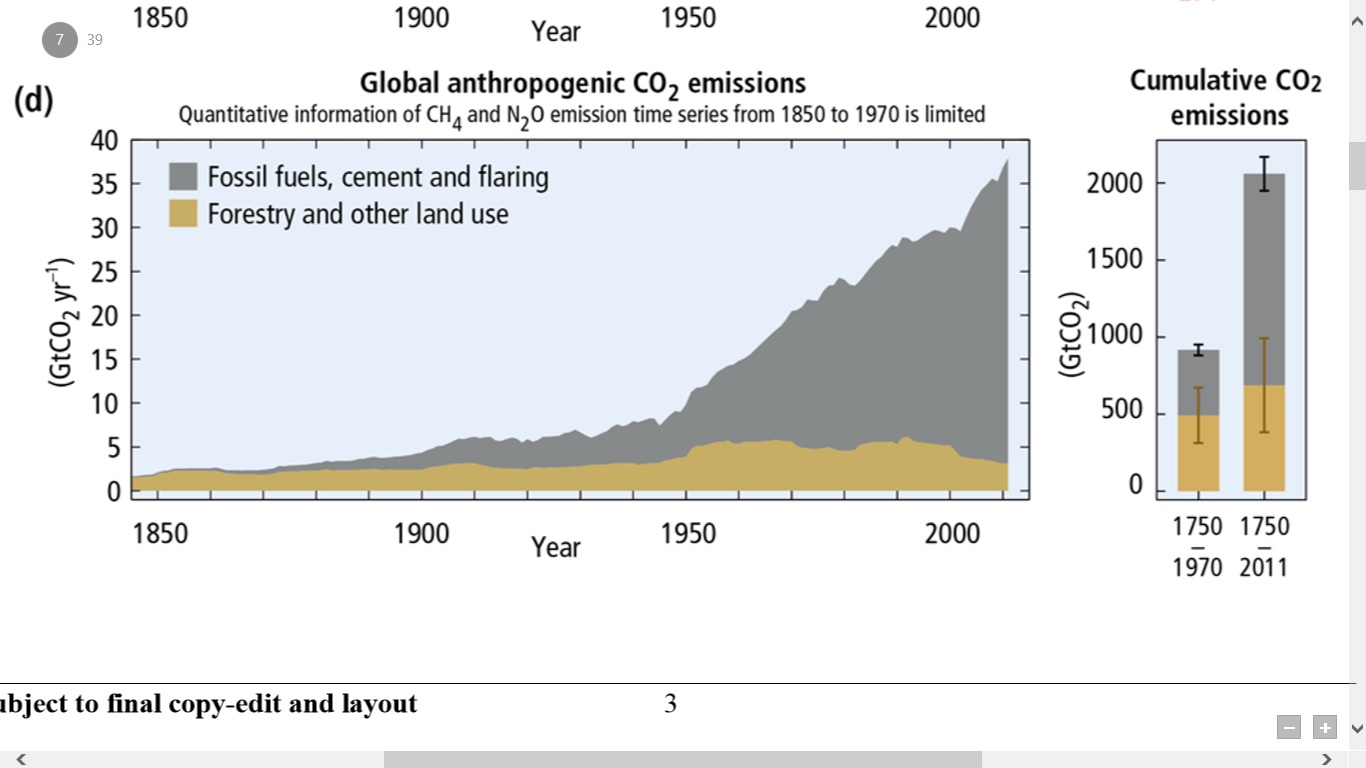 1850 1900 1950 2000
Year
7 39
(d)
Global anthropogenic CO₂ emissions
Quantitative information of CH₄ and N₂O emission time series from 1850 to 1970 is limited
Fossil fuels, cement and flaring
Forestry and other land use
40
35
30
25
20
15
10
5
0
(GtCO₂ yr⁻¹)
1850 1900 1950 2000
Year
Cumulative CO₂
emissions
2000
1500
1000
500
0
(GtCO₂)
1750 1750
– –
1970 2011
ubject to final copy-edit and layout 3